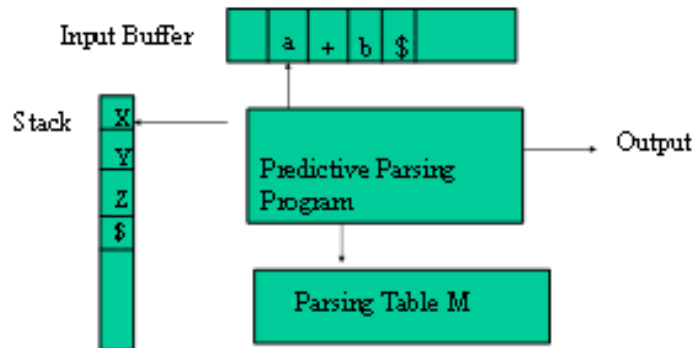 Input Buffer
a + b $
Stack
X
Y
Z
$
Predictive Parsing
Program
Output
Parsing Table M